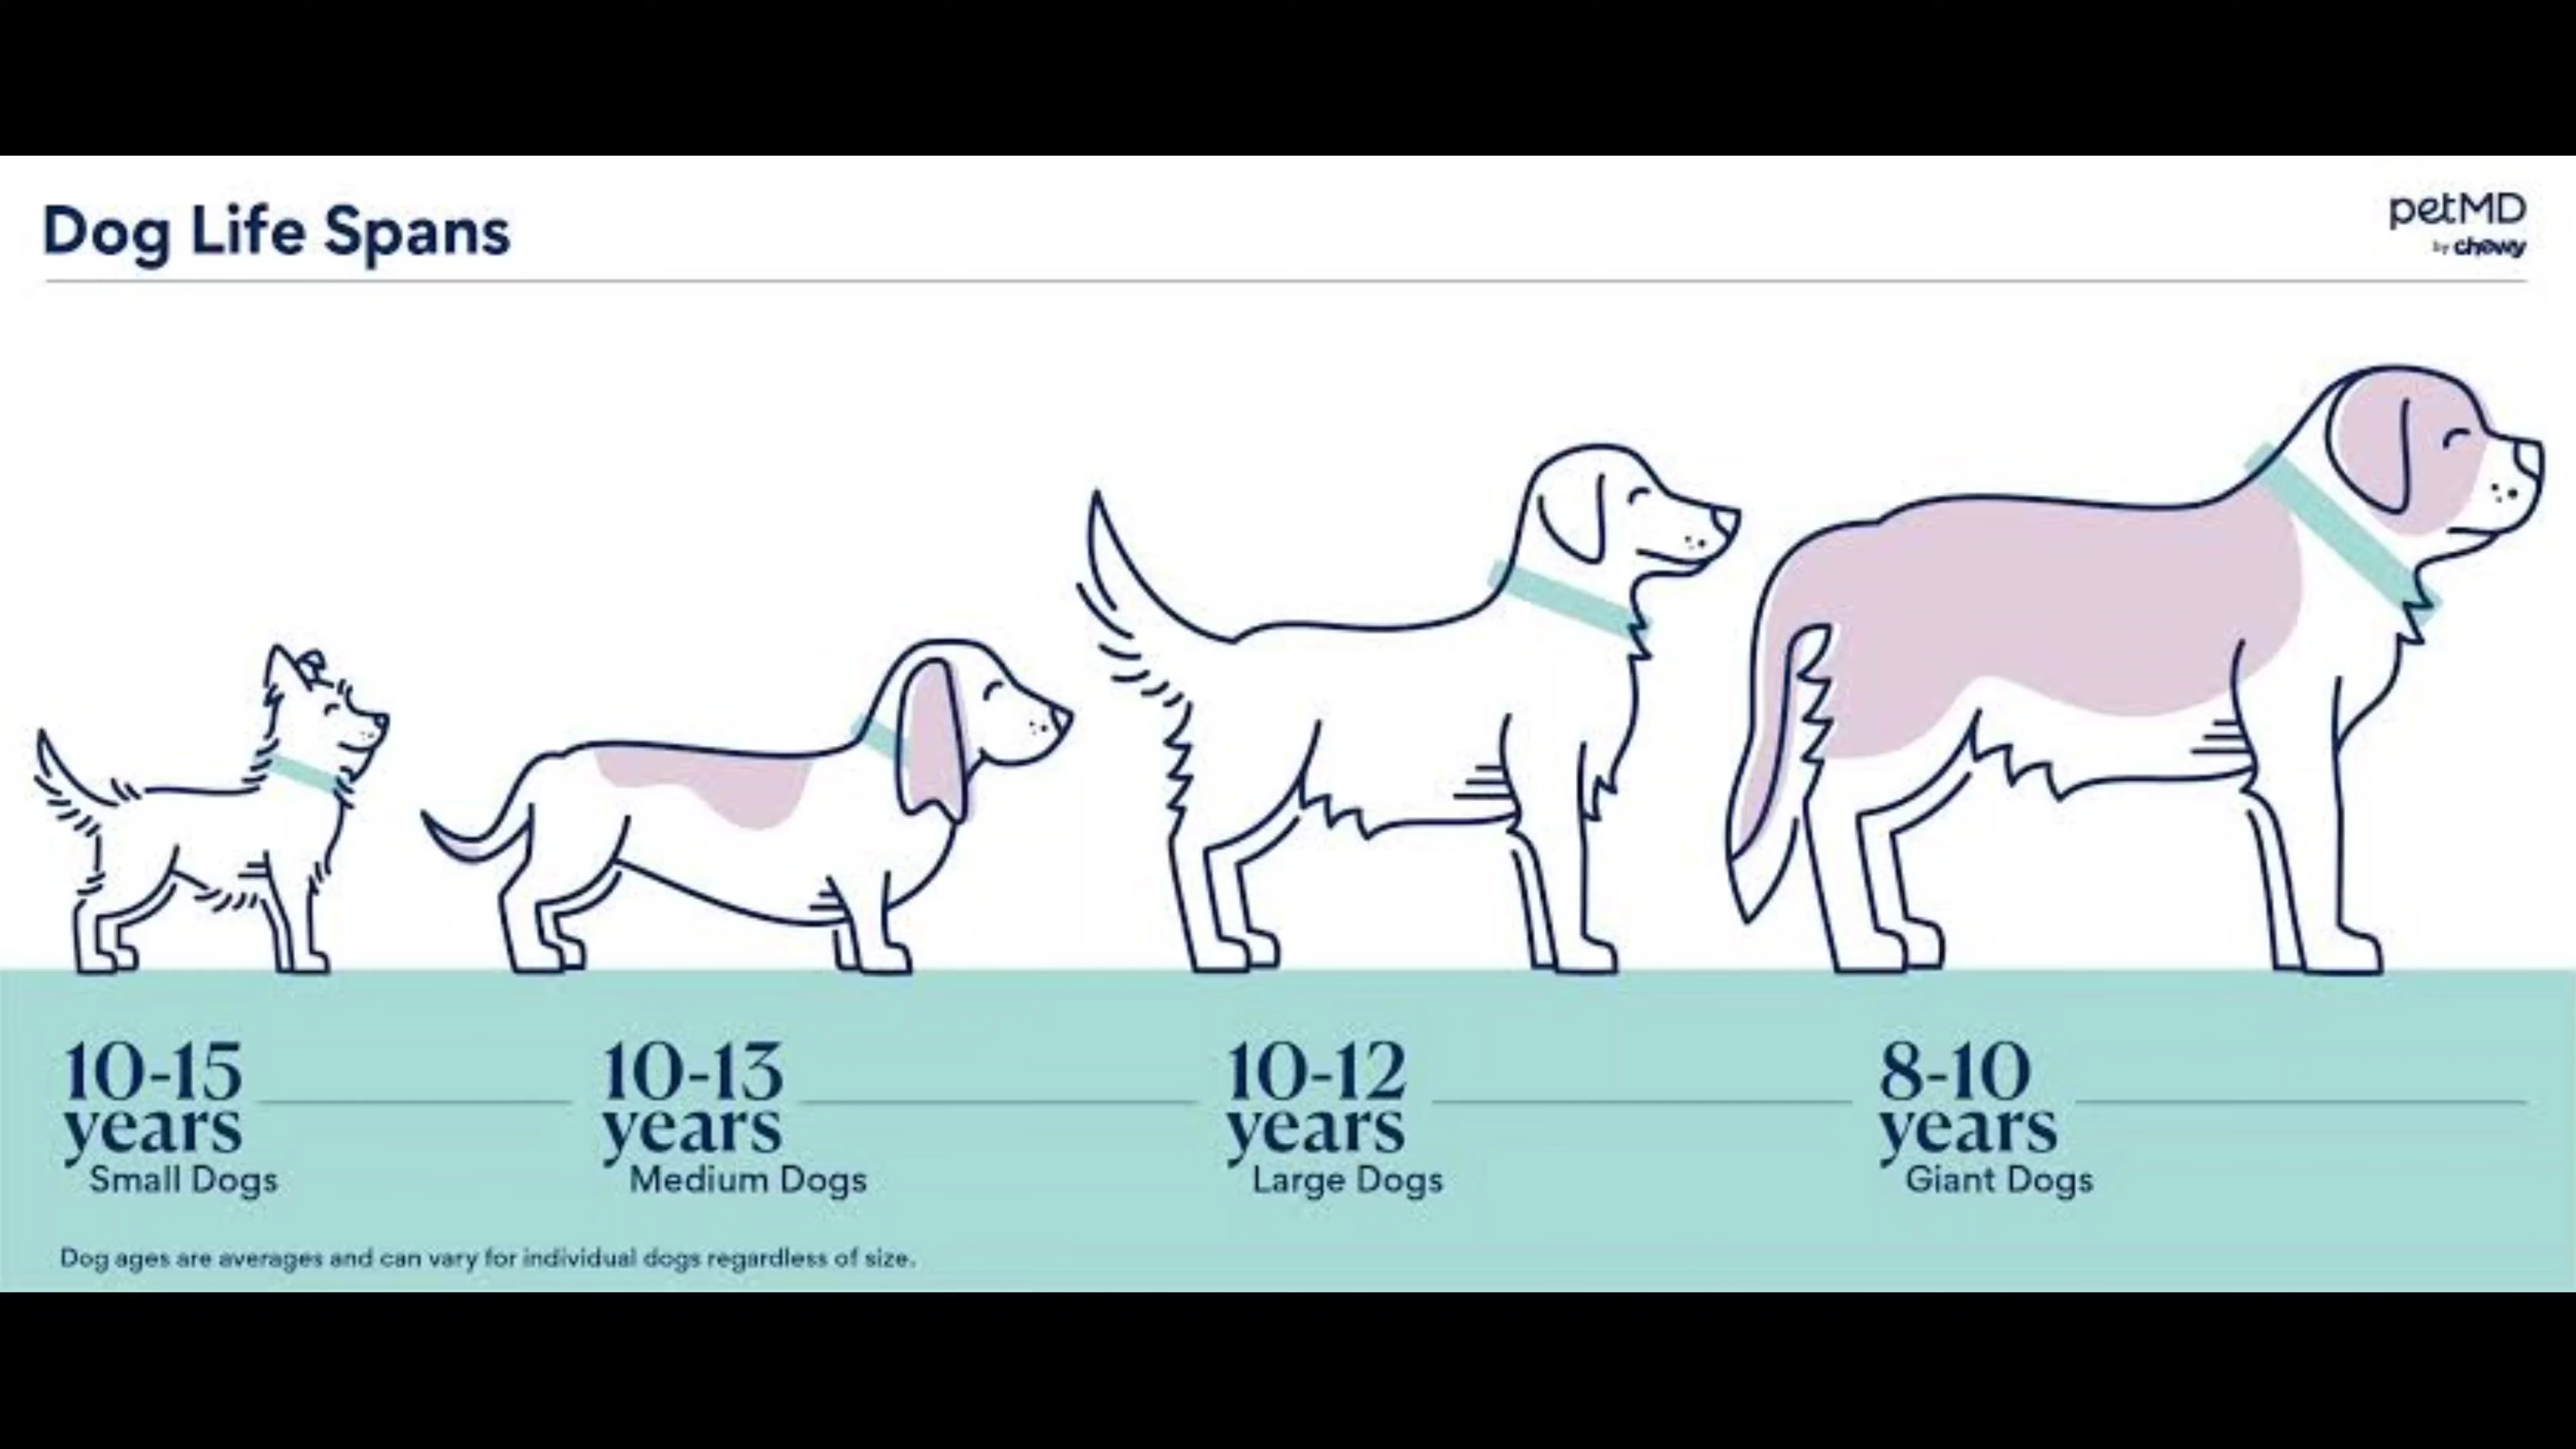 Dog Life Spans
petMD
by chewy
10-15
years
Small Dogs
10-13
years
Medium Dogs
10-12
years
Large Dogs
8-10
years
Giant Dogs
Dog ages are averages and can vary for individual dogs regardless of size.